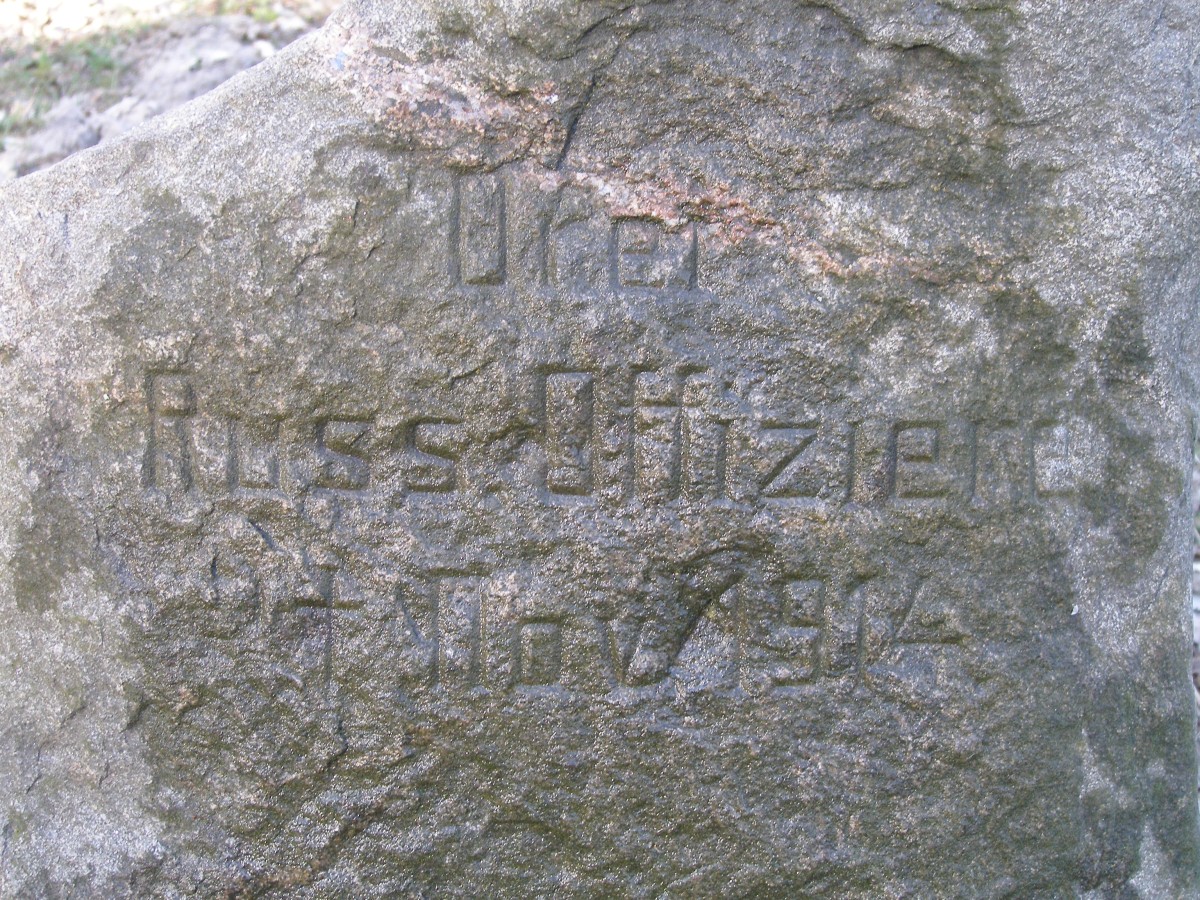 Drei
Russ. Offiziere
24 Nov 1914